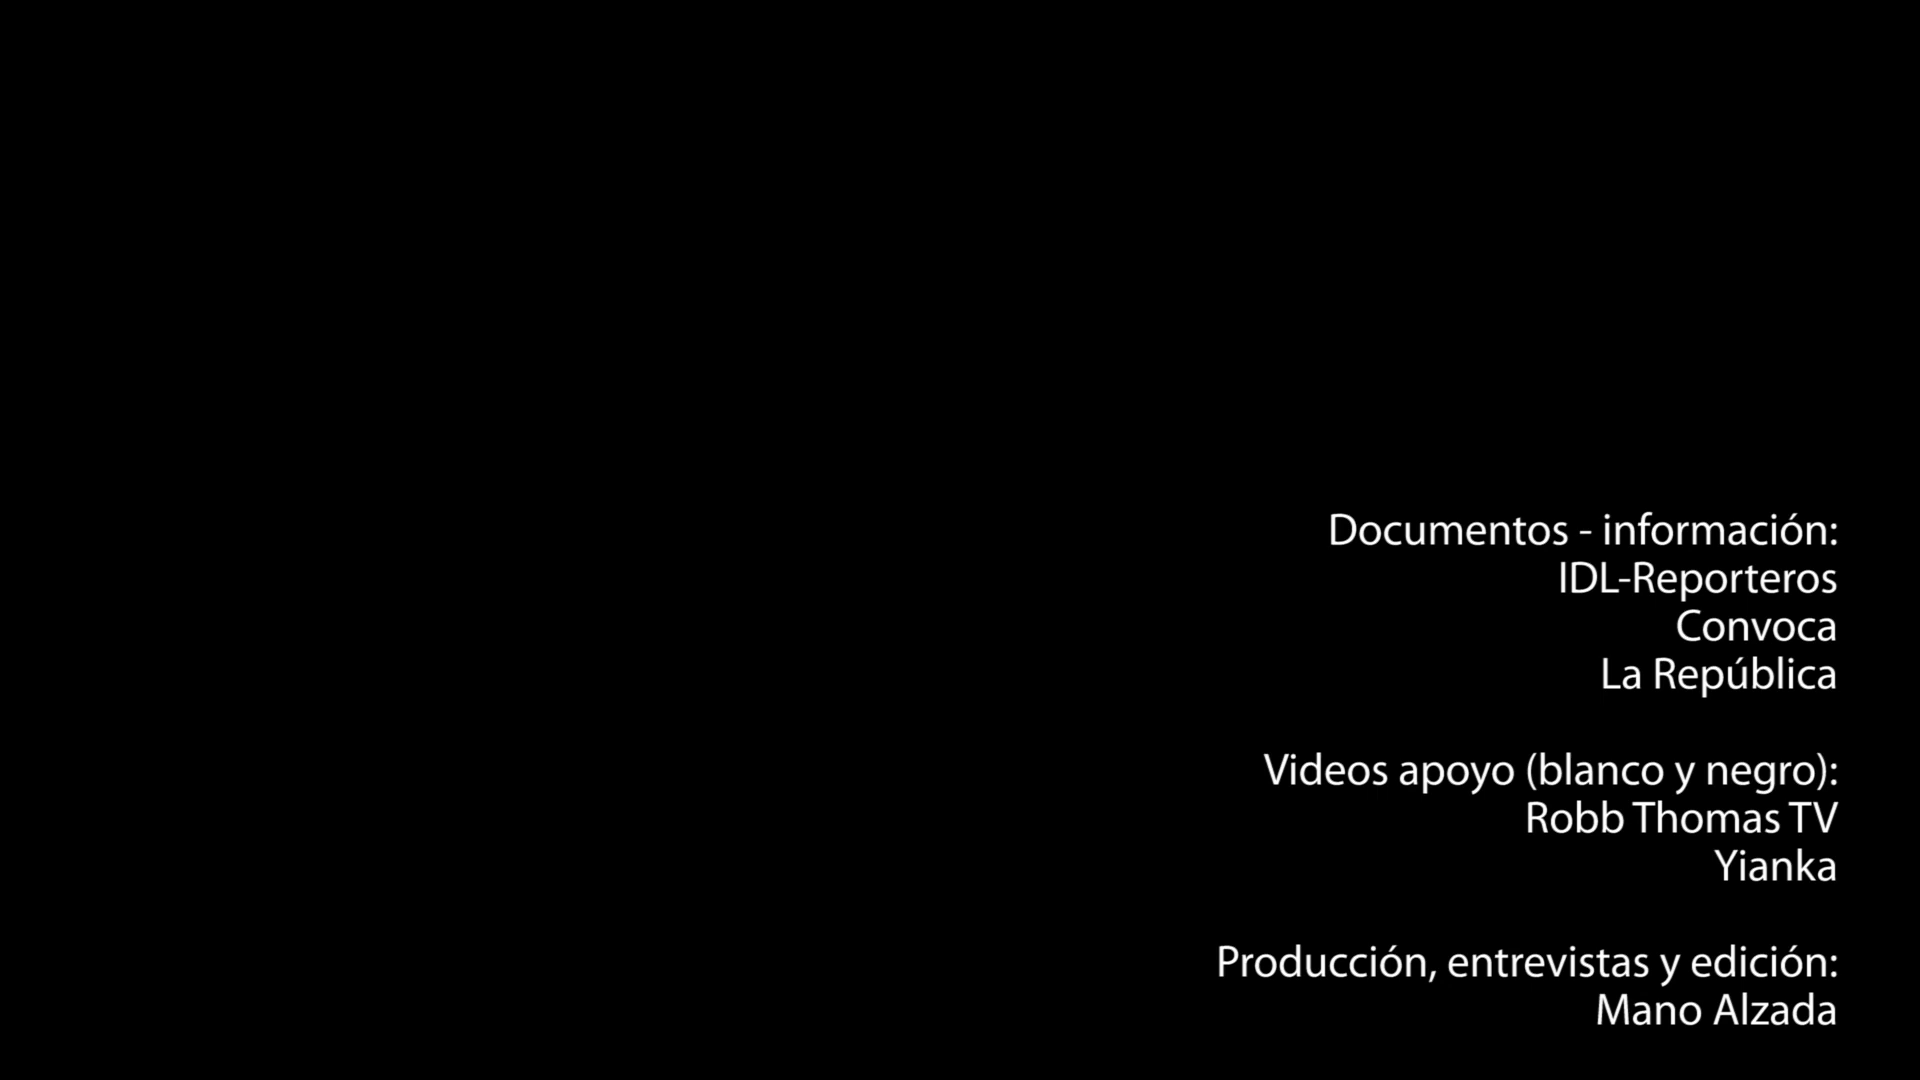 Documentos - información:
IDL-Reporteros
Convoca
La República
Videos apoyo (blanco y negro):
Robb Thomas TV
Yianka
Producción, entrevistas y edición:
Mano Alzada